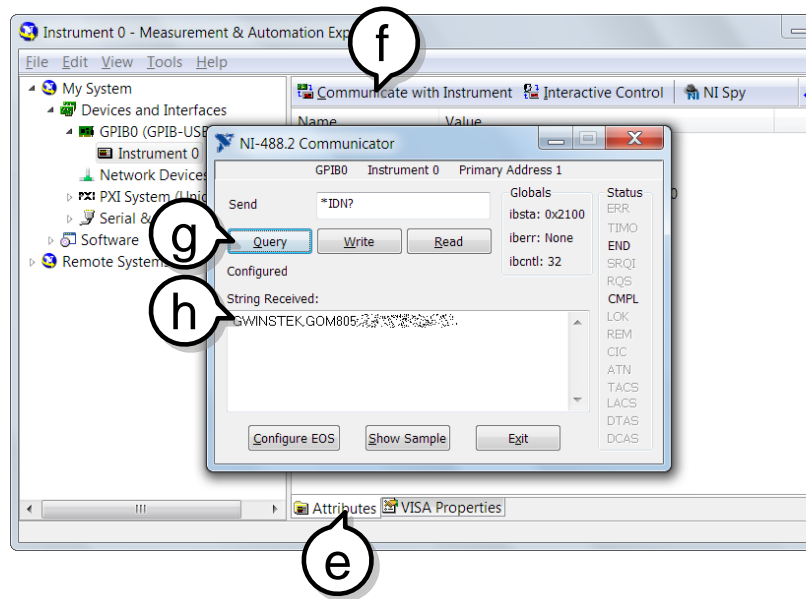 Instrument 0 - Measurement & Automation Exp
f
File Edit View Tools Help
My System
Devices and Interfaces
GPIB0 (GPIB-USB
Instrument 0
Network Devices
PXI PXI System (Unid
Serial &
Software
Remote Systems
Communicate with Instrument Interactive Control NI Spy
Name Value
NI-488.2 Communicator
GPIB0 Instrument 0 Primary Address 1
Send *IDN?
g
Query Write Read
Configured
Globals
ibsta: 0x2100
iberr: None
ibcntl: 32
Status
ERR
TIMO
END
SRQI
RQS
CMPL
LOK
REM
CIC
ATN
TACS
LACS
DTAS
DCAS
0
String Received:
h
GWINSTEK,GOM805
Configure EOS Show Sample Exit
Attributes VISA Properties
e